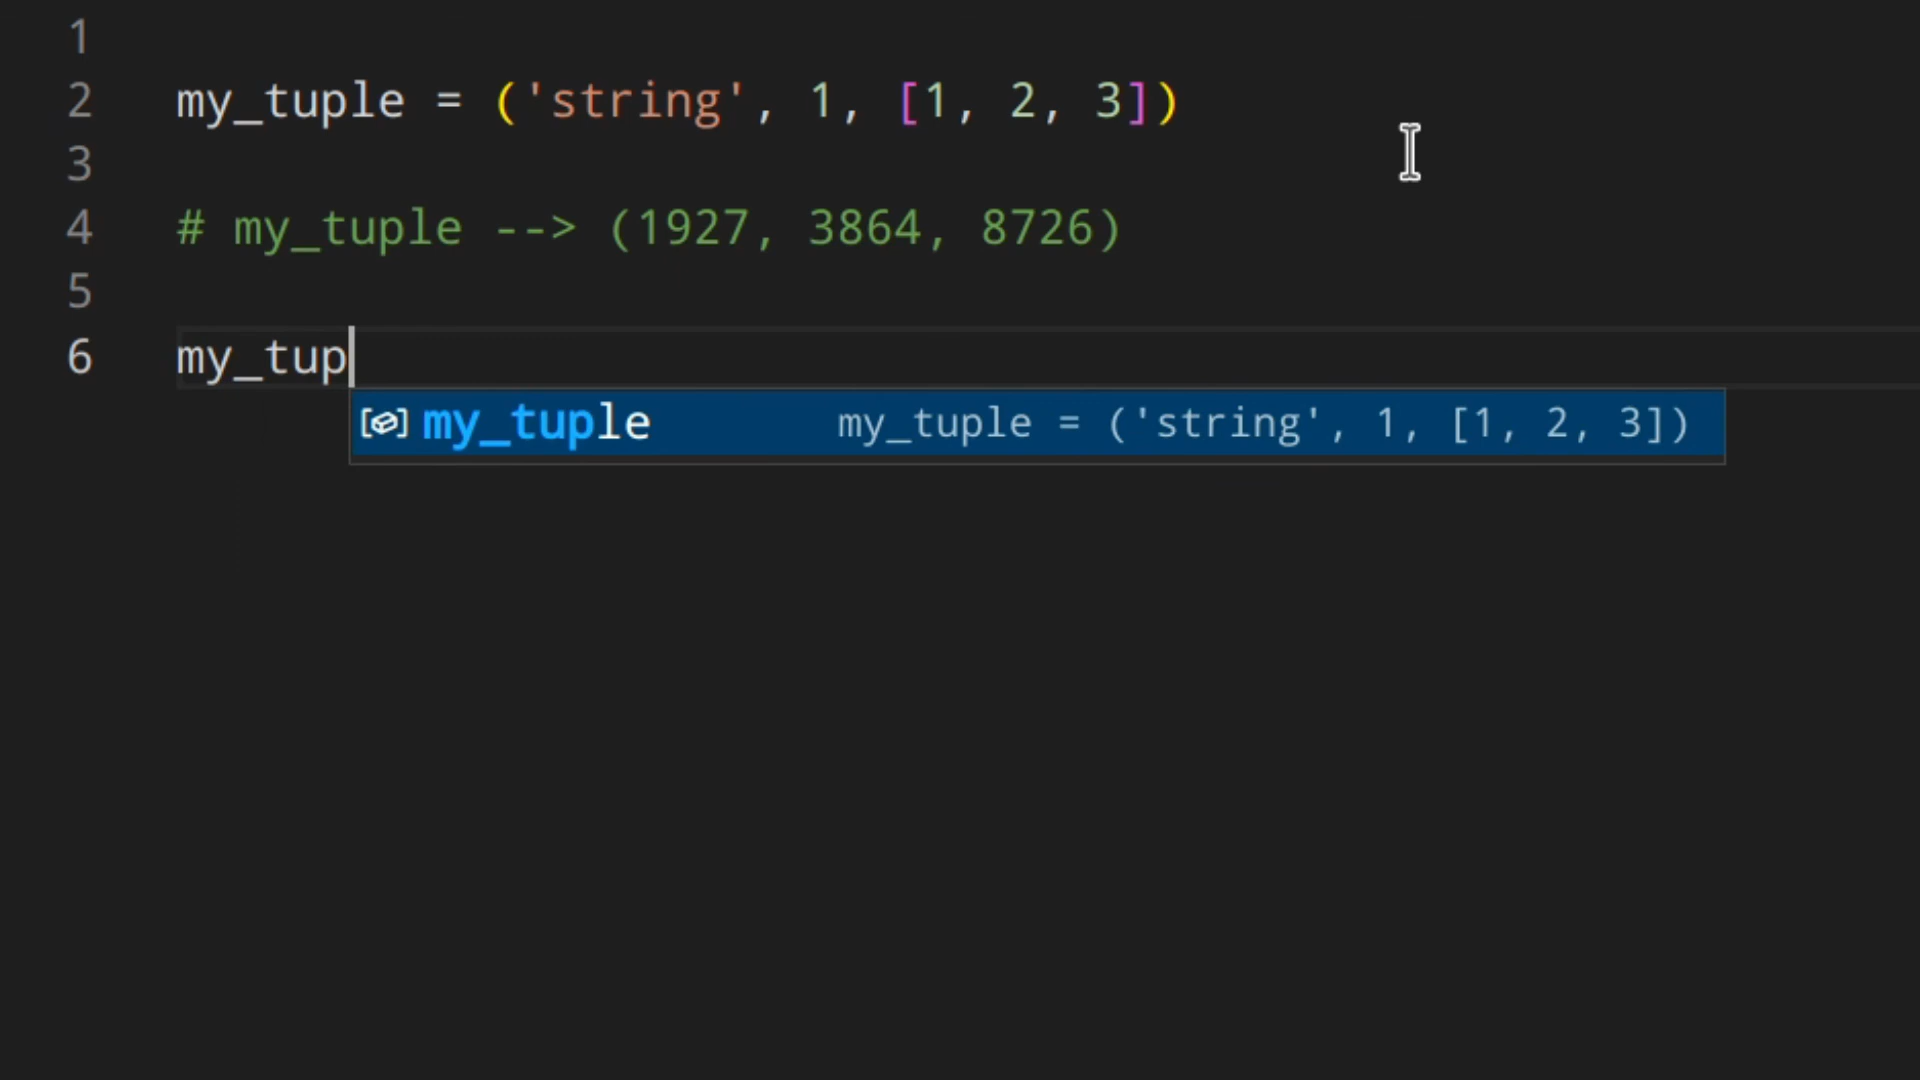 1
2 my_tuple = ('string', 1, [1, 2, 3])
3
4 # my_tuple --> (1927, 3864, 8726)
5
6 my_tup
my_tuple my_tuple = ('string', 1, [1, 2, 3])